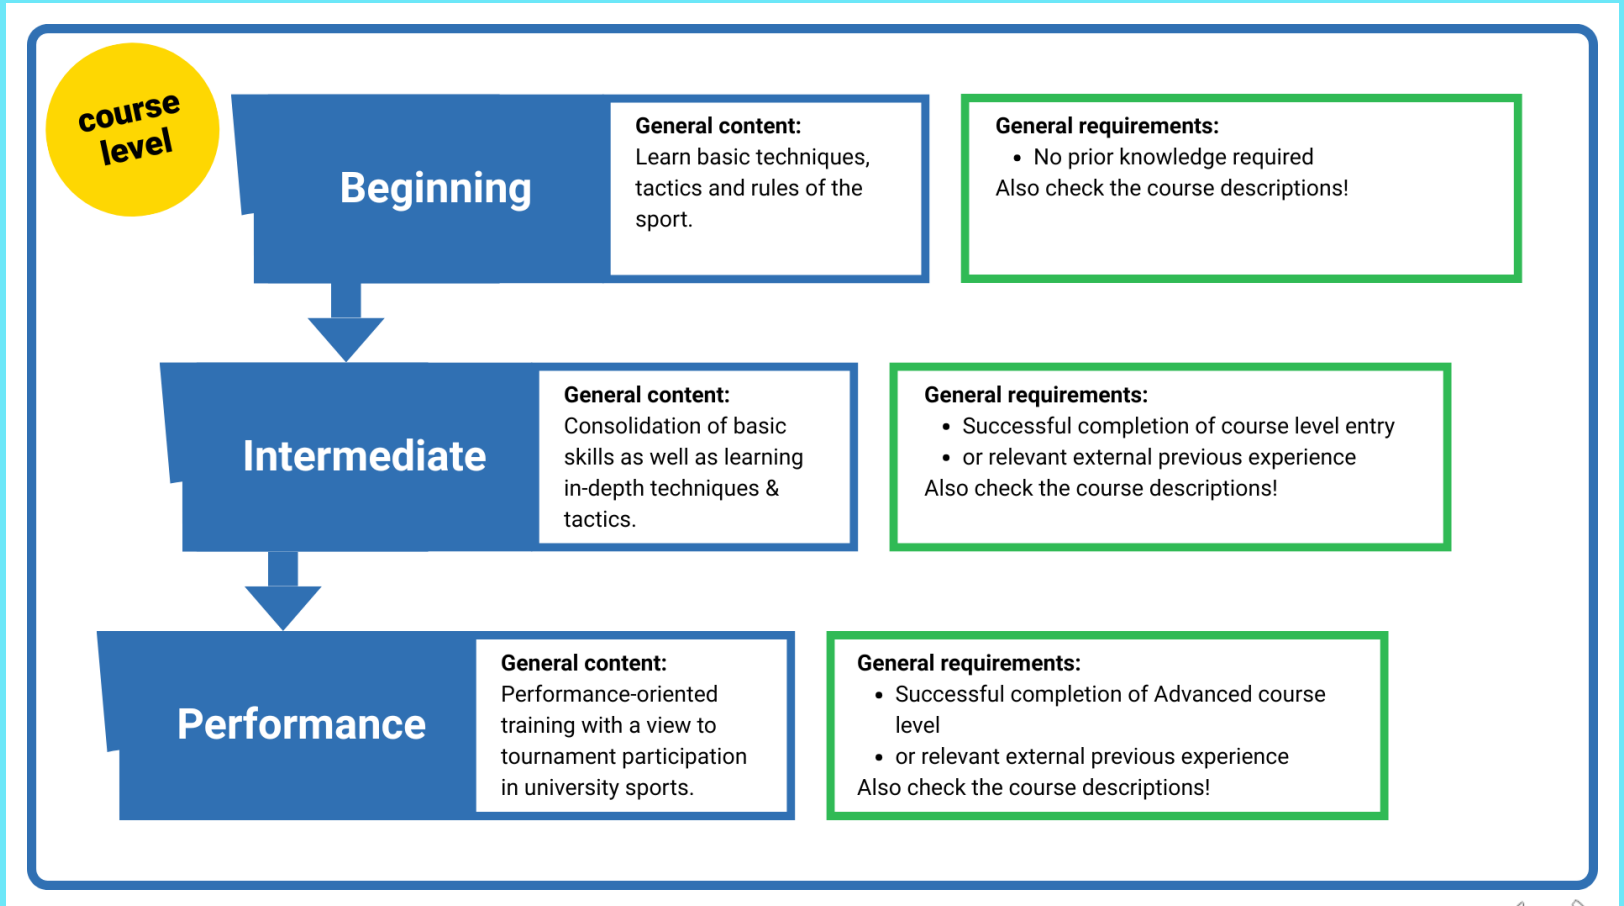 course
level
Beginning
General content:
Learn basic techniques,
tactics and rules of the
sport.
General requirements:
• No prior knowledge required
Also check the course descriptions!
Intermediate
General content:
Consolidation of basic
skills as well as learning
in-depth techniques &
tactics.
General requirements:
• Successful completion of course level entry
• or relevant external previous experience
Also check the course descriptions!
Performance
General content:
Performance-oriented
training with a view to
tournament participation
in university sports.
General requirements:
• Successful completion of Advanced course
level
• or relevant external previous experience
Also check the course descriptions!